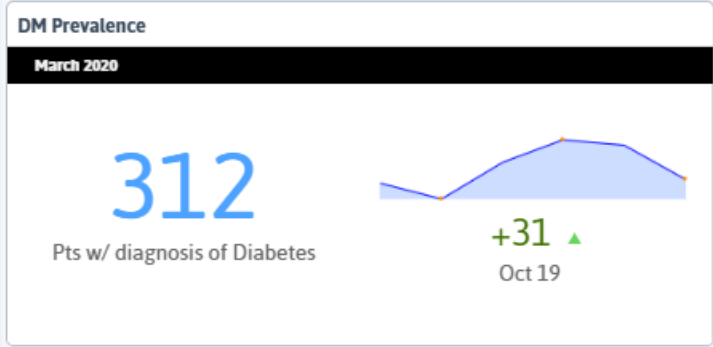 DM Prevalence
March 2020
312
Pts w/ diagnosis of Diabetes
+31 ▲
Oct 19